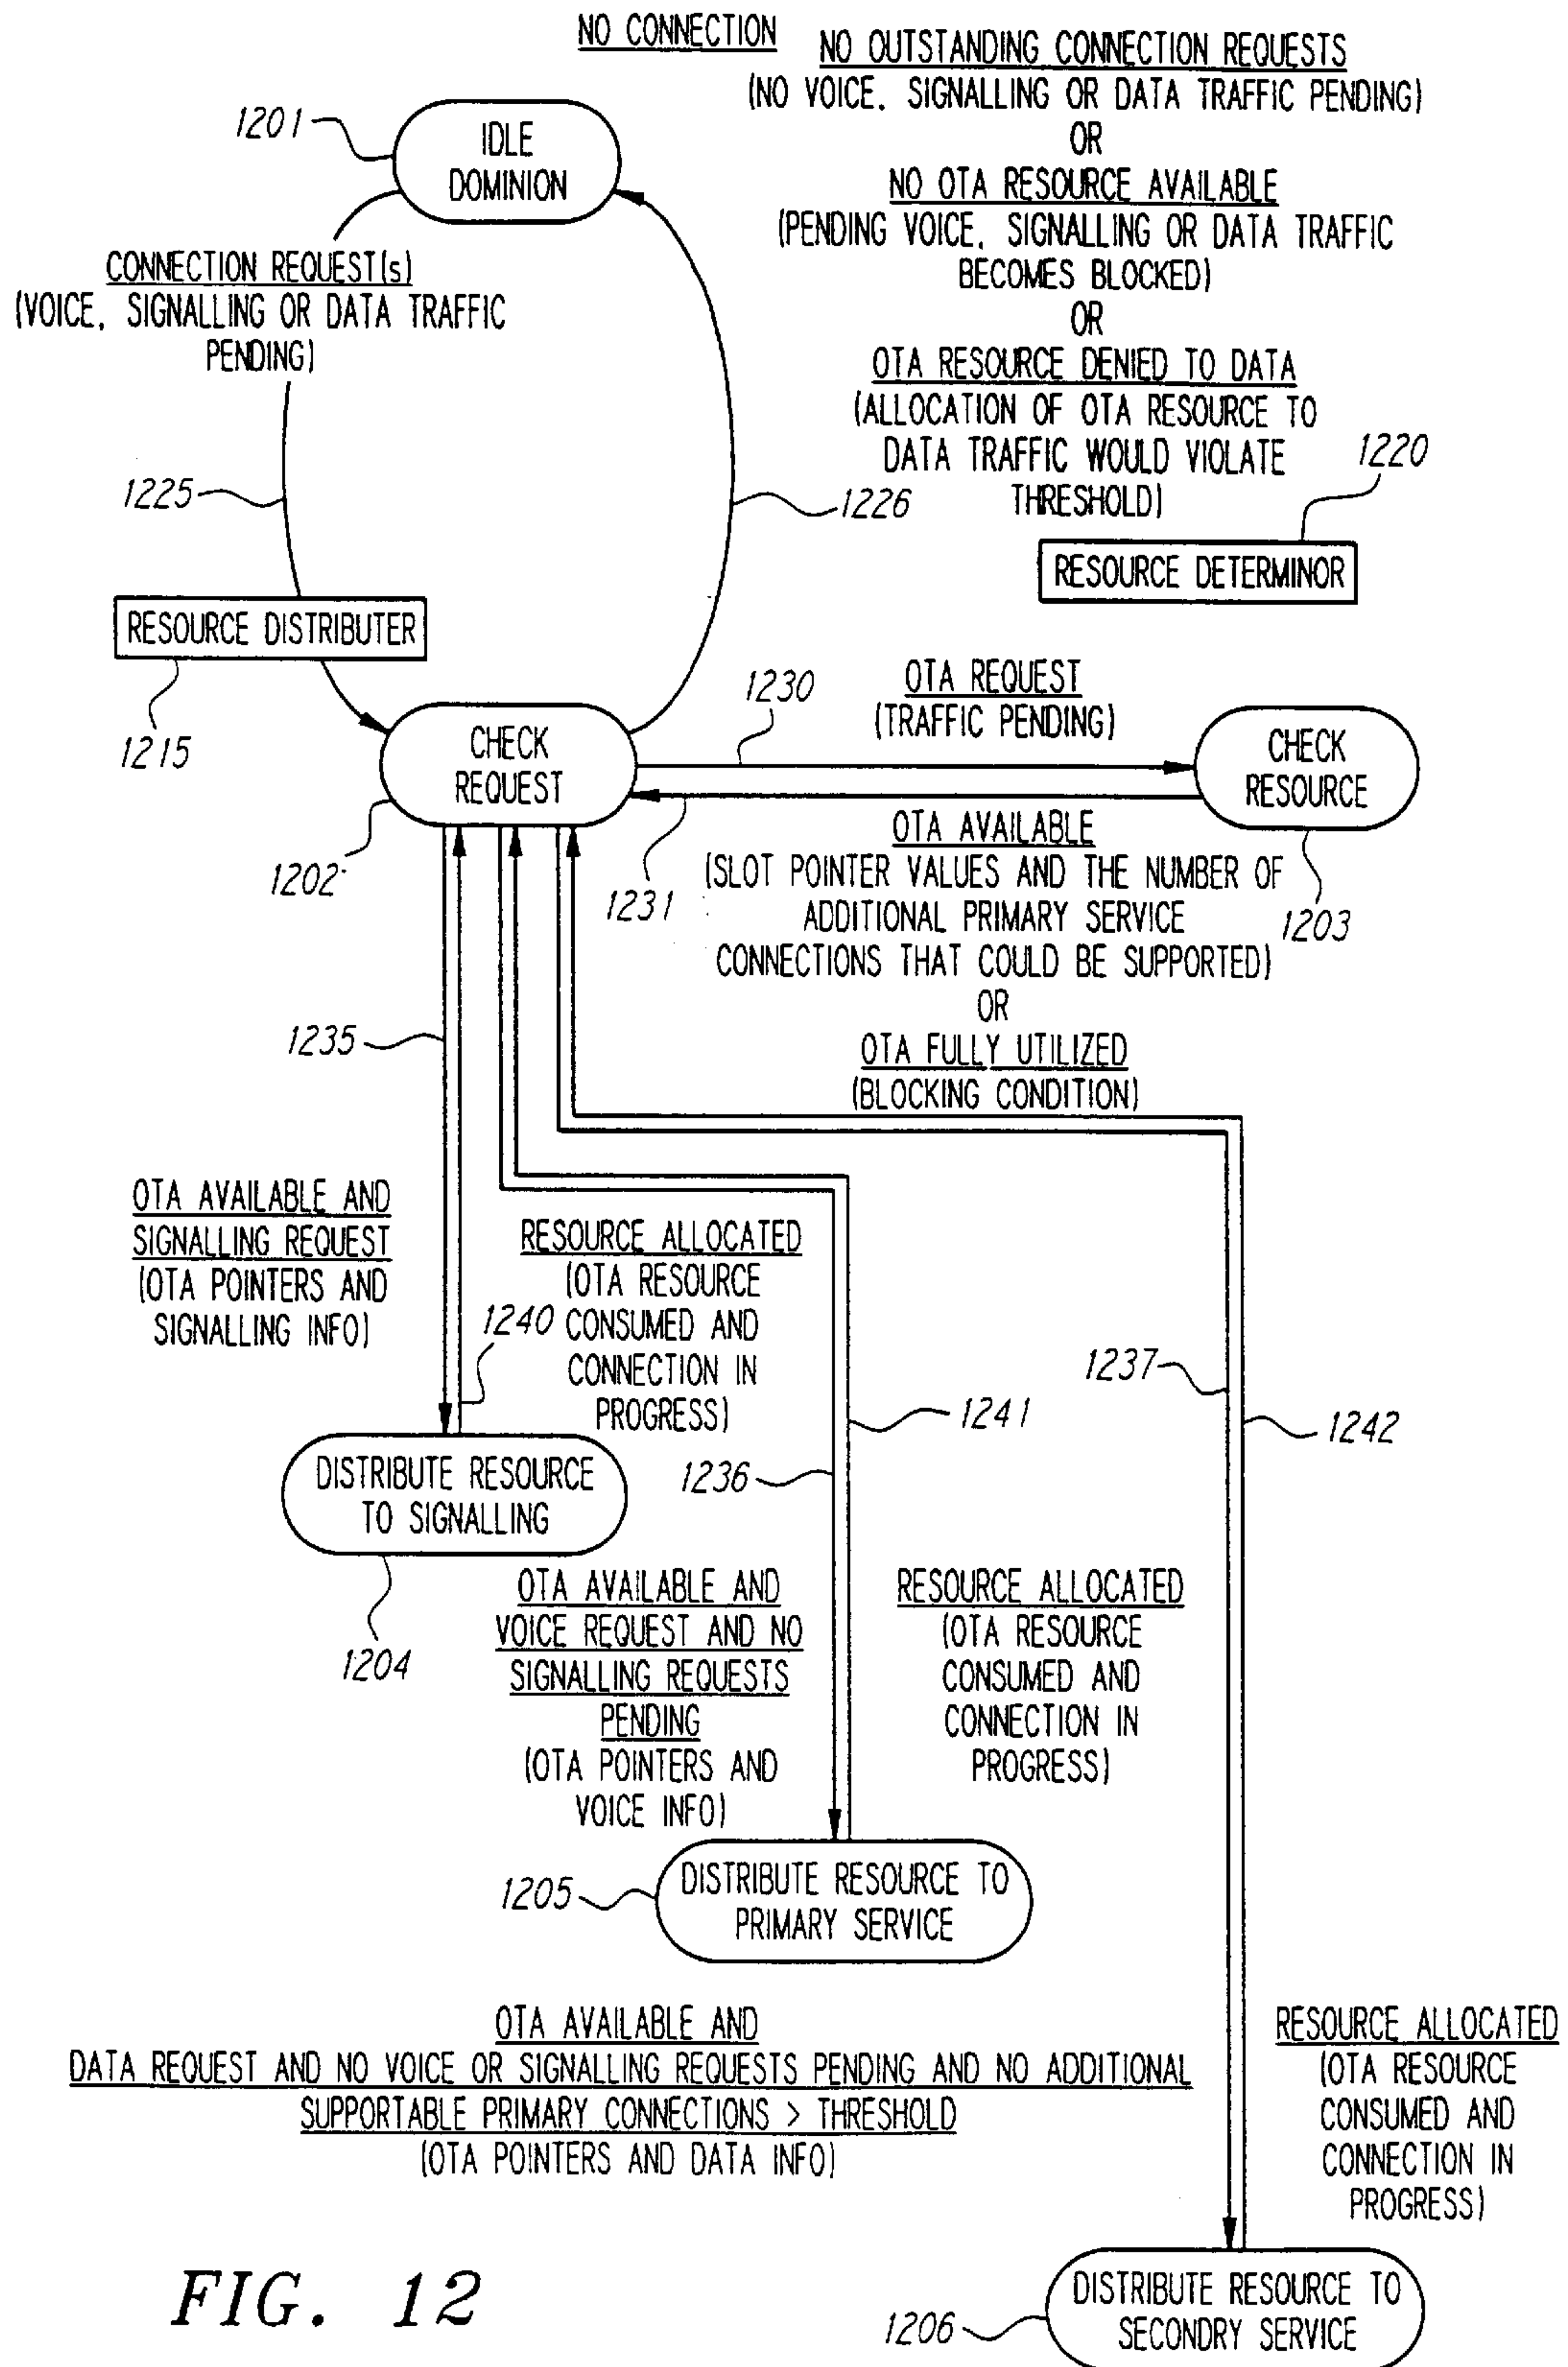 NO CONNECTION
NO OUTSTANDING CONNECTION REQUESTS
(NO VOICE, SIGNALLING OR DATA TRAFFIC PENDING)
OR
NO OTA RESOURCE AVAILABLE
(PENDING VOICE, SIGNALLING OR DATA TRAFFIC
BECOMES BLOCKED)
OR
OTA RESOURCE DENIED TO DATA
(ALLOCATION OF OTA RESOURCE TO
DATA TRAFFIC WOULD VIOLATE
THRESHOLD)
1201
IDLE
DOMINION
CONNECTION REQUEST(s)
(VOICE, SIGNALLING OR DATA TRAFFIC
PENDING)
1225
1226
1220
RESOURCE DETERMINOR
RESOURCE DISTRIBUTER
1215
CHECK
REQUEST
1202
1230
OTA REQUEST
(TRAFFIC PENDING)
CHECK
RESOURCE
1203
1231
OTA AVAILABLE
(SLOT POINTER VALUES AND THE NUMBER OF
ADDITIONAL PRIMARY SERVICE
CONNECTIONS THAT COULD BE SUPPORTED)
OR
OTA FULLY UTILIZED
(BLOCKING CONDITION)
1235
OTA AVAILABLE AND
SIGNALLING REQUEST
(OTA POINTERS AND
SIGNALLING INFO)
1240
RESOURCE ALLOCATED
(OTA RESOURCE
CONSUMED AND
CONNECTION IN
PROGRESS)
1237
1241
1242
1236
DISTRIBUTE RESOURCE
TO SIGNALLING
1204
OTA AVAILABLE AND
VOICE REQUEST AND NO
SIGNALLING REQUESTS
PENDING
(OTA POINTERS AND
VOICE INFO)
RESOURCE ALLOCATED
(OTA RESOURCE
CONSUMED AND
CONNECTION IN
PROGRESS)
1205
DISTRIBUTE RESOURCE TO
PRIMARY SERVICE
OTA AVAILABLE AND
DATA REQUEST AND NO VOICE OR SIGNALLING REQUESTS PENDING AND NO ADDITIONAL
SUPPORTABLE PRIMARY CONNECTIONS > THRESHOLD
(OTA POINTERS AND DATA INFO)
RESOURCE ALLOCATED
(OTA RESOURCE
CONSUMED AND
CONNECTION IN
PROGRESS)
1206
DISTRIBUTE RESOURCE TO
SECONDRY SERVICE
FIG. 12